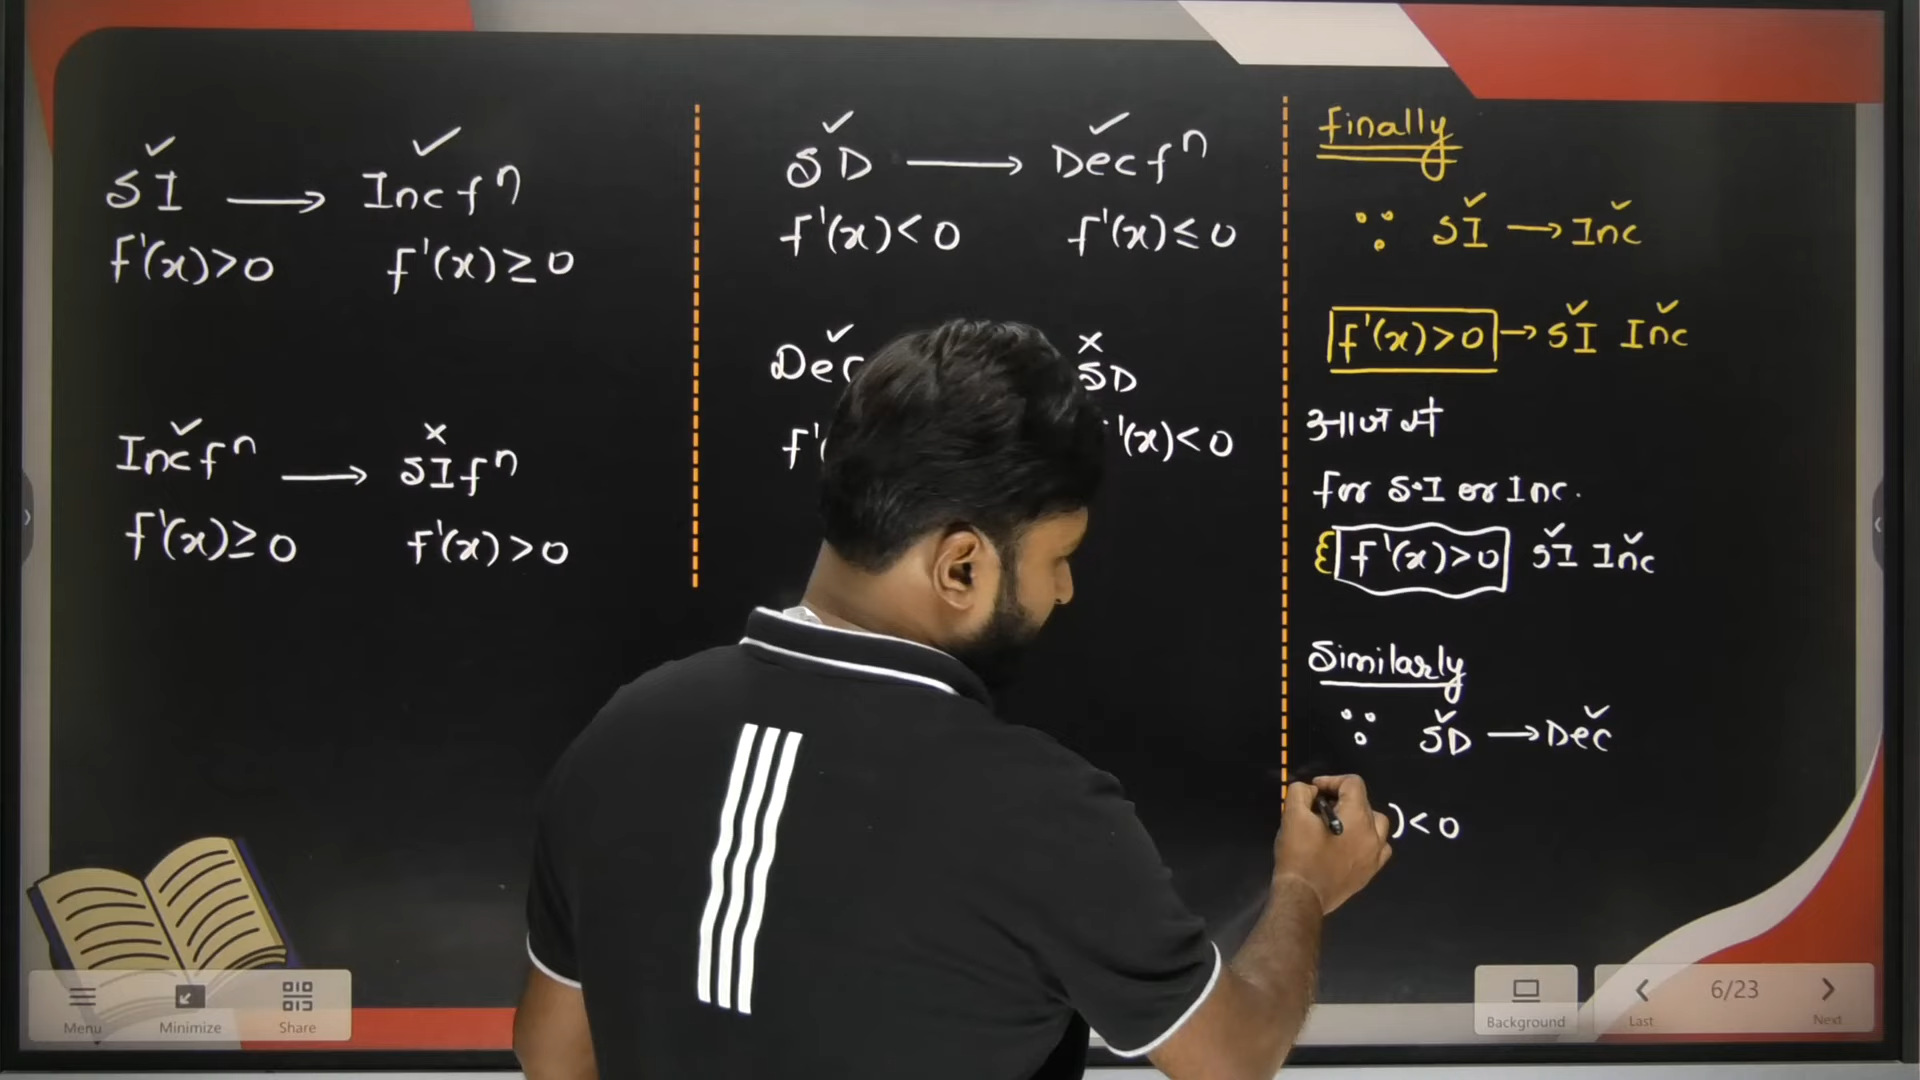 SI → Inc fⁿ
f'(x)>0 f'(x)≥0
Inc fⁿ → SI fⁿ
f'(x)≥0 f'(x)>0
SD → Dec fⁿ
f'(x)<0 f'(x)≤0
Dec SD
f'( '(x)<0
finally
∵ SI → Inc
f'(x)>0 → SI Inc
for S.I or Inc.
f'(x)>0 SI Inc
Similarly
∵ SD → Dec
)<0
Menu
Minimize
Share
Background
Last
6/23
Next